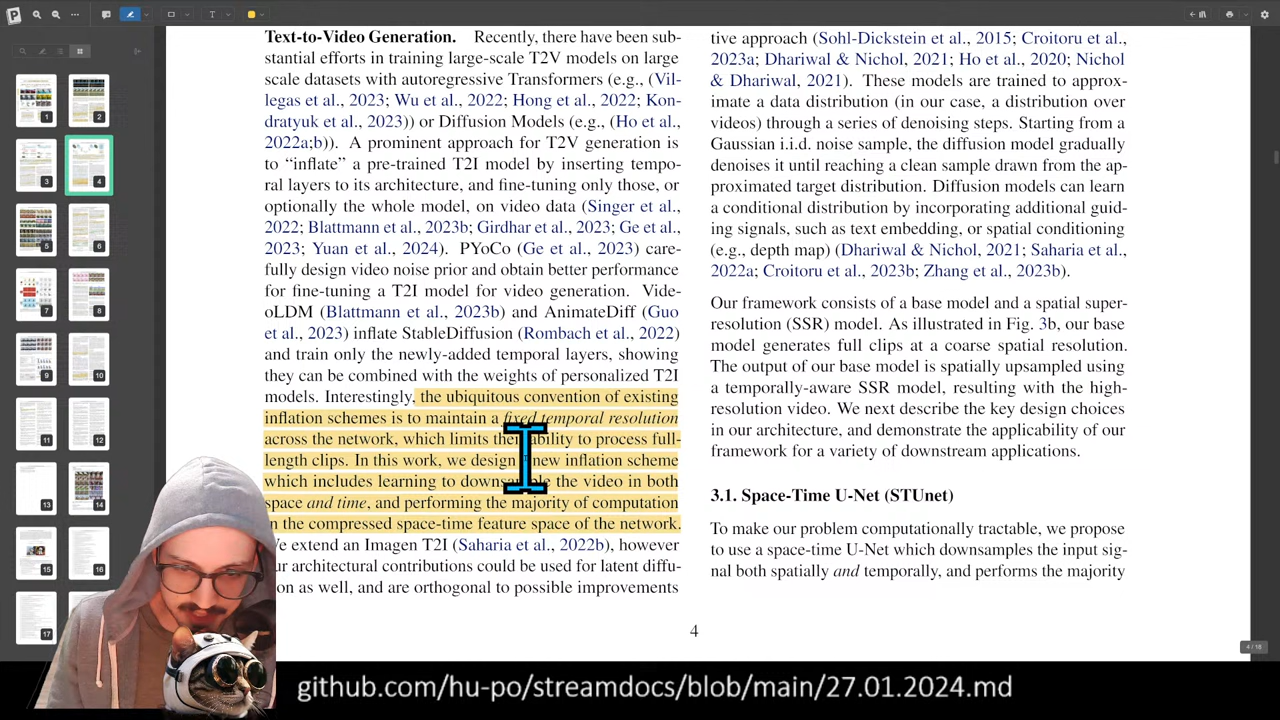 Text-to-Video Generation. Recently, there have been sub-
stantial efforts in training large-scale T2V models on large
scale datasets with autoregressive Transformers (e.g., (Vil-
legas et al., 2022; Wu et al., 2022; Hong et al., 2022; Kon-
dratyuk et al., 2023)) or Diffusion Models (e.g., (Ho et al.,
2022a;c)). A prominent approach for T2V generation is
to "inflate" a pre-trained T2I model by inserting tempo-
ral layers to its architecture, and fine-tuning only those, or
optionally the whole model, on video data (Singer et al.,
2022; Blattmann et al., 2023b; Girdhar et al., 2023; Ge et al.,
2023; Yuan et al., 2024). PYoCo (Ge et al., 2023) care-
fully design video noise prior and obtain better performance
for fine-tuning a T2I model for video generation. Vide-
oLDM (Blattmann et al., 2023b) and AnimateDiff (Guo
et al., 2023) inflate StableDiffusion (Rombach et al., 2022)
and train only the newly-added temporal layers, showing
they can be combined with the weights of personalized T2I
models. Interestingly, the ubiquitous convention of existing
across the network, which limits their ability to process full-
length clips. In this work, we design a new inflation scheme
which includes learning to downsample the video in both
space and time, and performing the majority of computation
in the compressed space-time feature space of the network.
We extend an Imagen T2I (Saharia et al., 2022b), however
our architectural contributions could be used for latent diffu-
sion as well, and are orthogonal to possible improvements
tive approach (Sohl-Dickstein et al., 2015; Croitoru et al.,
2023a; Dhariwal & Nichol, 2021; Ho et al., 2020; Nichol
& Dhariwal, 2021). Diffusion models are trained to approx-
imate a data distribution (in our case, a distribution over
videos) through a series of denoising steps. Starting from a
Gaussian i.i.d. noise sample, the diffusion model gradually
denoises it until reaching a clean sample drawn from the ap-
proximated target distribution. Diffusion models can learn
a conditional distribution by incorporating additional guid-
ing signals, such as text embedding, or spatial conditioning
(e.g., depth map) (Dhariwal & Nichol, 2021; Saharia et al.,
2022a; Croitoru et al., 2023b; Zhang et al., 2023b).
Our framework consists of a base model and a spatial super-
resolution (SSR) model. As illustrated in Fig. 3b, our base
model generates full clips at a coarse spatial resolution.
The output of our base model is spatially upsampled using
a temporally-aware SSR model, resulting with the high-
resolution video. We next describe the key design choices
in our architecture, and demonstrate the applicability of our
framework for a variety of downstream applications.
3.1. Space-Time U-Net (STUnet)
To make our problem computationally tractable, we propose
to use a space-time U-Net which downsamples the input sig-
nal both spatially and temporally, and performs the majority
4
4 / 18
1
2
3
4
5
6
7
8
9
10
11
12
13
14
15
16
17
github.com/hu-po/streamdocs/blob/main/27.01.2024.md